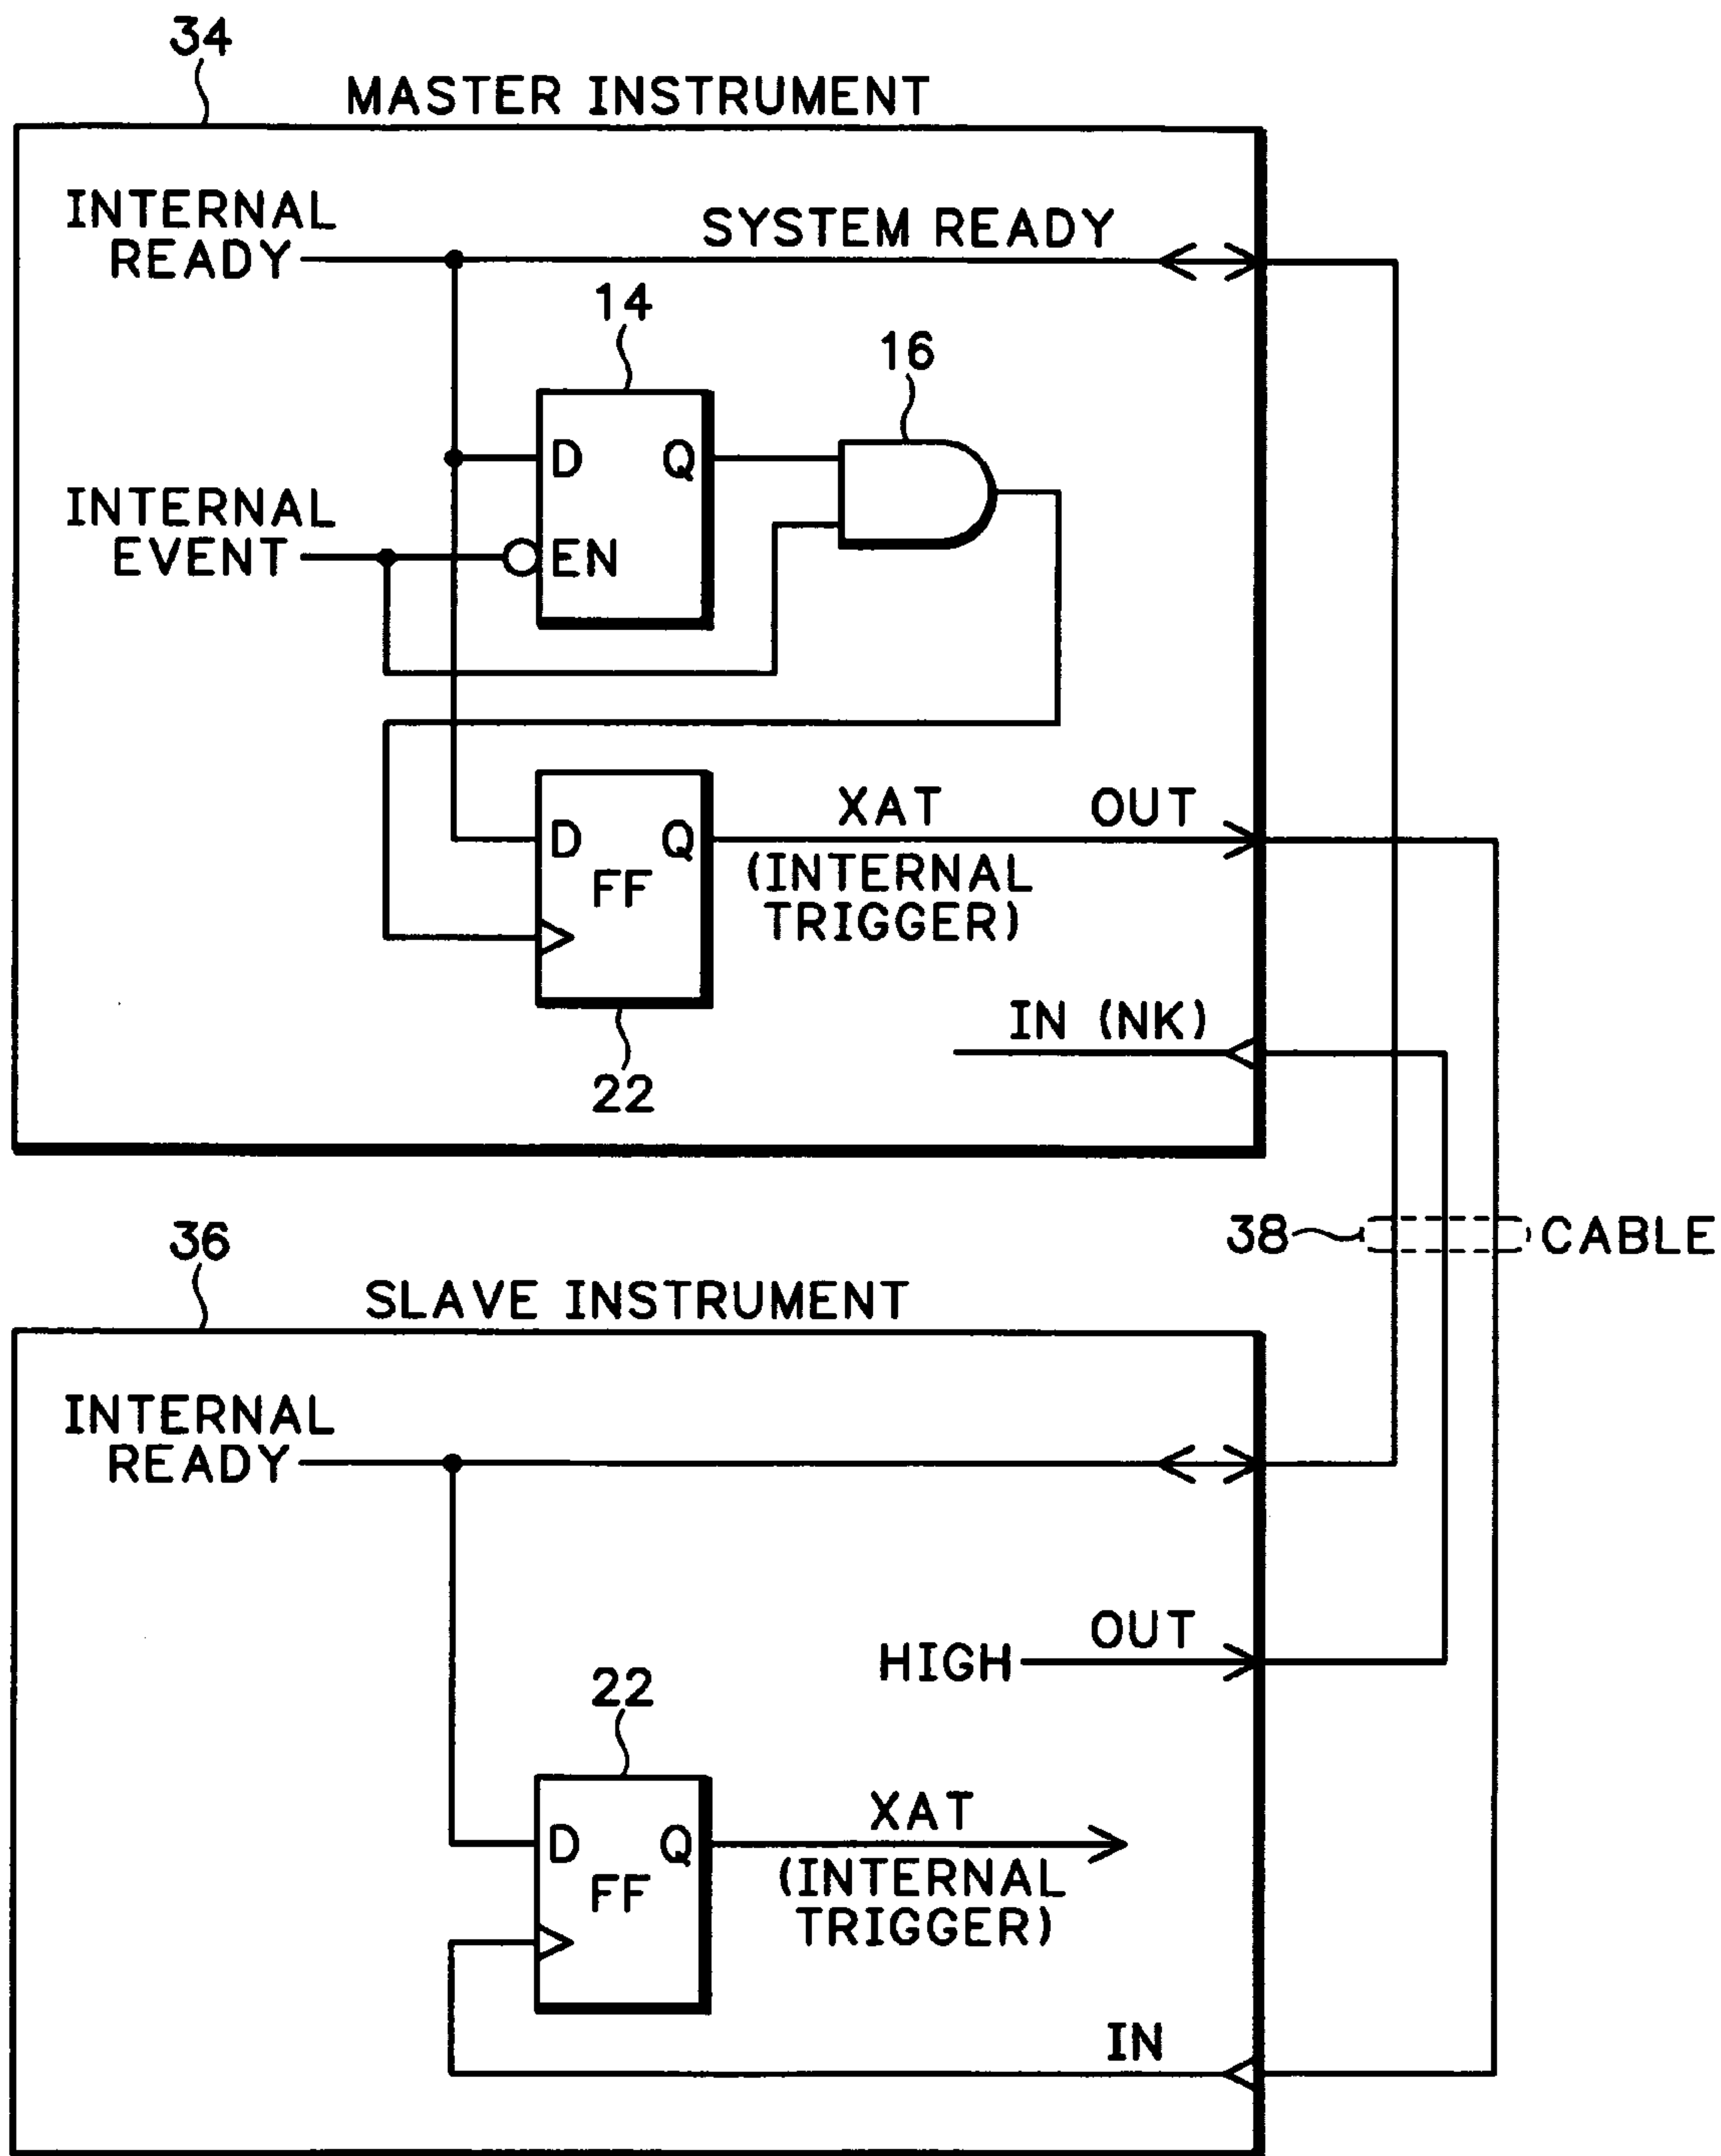 34
MASTER INSTRUMENT
INTERNAL
READY
SYSTEM READY
14
16
D
Q
INTERNAL
EVENT
EN
D
Q
FF
XAT
OUT
(INTERNAL
TRIGGER)
IN (NK)
22
38
CABLE
36
SLAVE INSTRUMENT
INTERNAL
READY
OUT
HIGH
22
D
Q
FF
XAT
(INTERNAL
TRIGGER)
IN